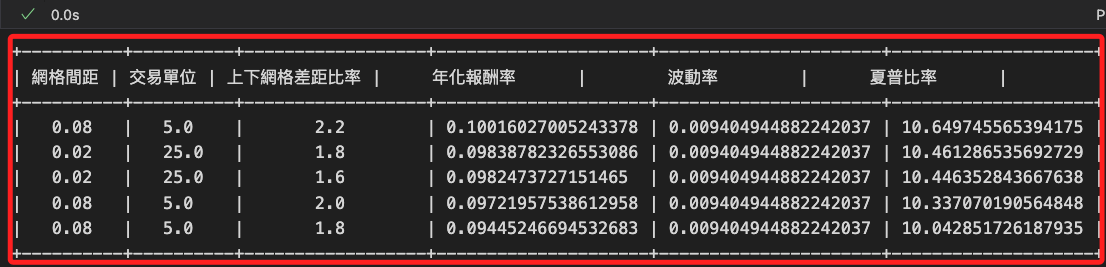 0.0s
P
| 網格間距 | 交易單位 | 上下網格差距比率 | 年化報酬率 | 波動率 | 夏普比率 |
| 0.08 | 5.0 | 2.2 | 0.10016027005243378 | 0.009404944882242037 | 10.649745565394175 |
| 0.02 | 25.0 | 1.8 | 0.09838782326553086 | 0.009404944882242037 | 10.461286535692729 |
| 0.02 | 25.0 | 1.6 | 0.0982473727151465 | 0.009404944882242037 | 10.446352843667638 |
| 0.08 | 5.0 | 2.0 | 0.09721957538612958 | 0.009404944882242037 | 10.337070190564848 |
| 0.08 | 5.0 | 1.8 | 0.09445246694532683 | 0.009404944882242037 | 10.042851726187935 |